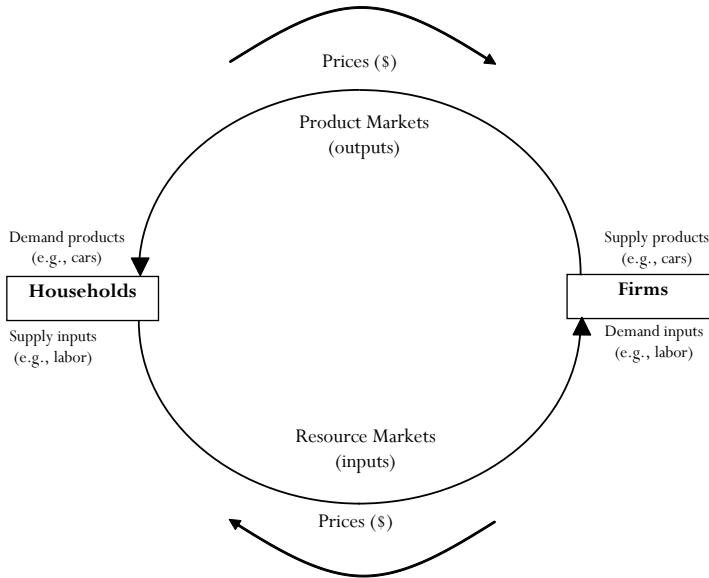 Prices ($)
Product Markets
(outputs)
Demand products
(e.g., cars)
Households
Supply inputs
(e.g., labor)
Supply products
(e.g., cars)
Firms
Demand inputs
(e.g., labor)
Resource Markets
(inputs)
Prices ($)